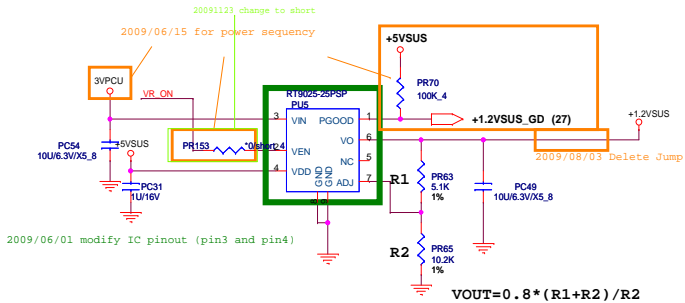 20091123 change to short
2009/06/15 for power sequency
+5VSUS
3VPCU
VR_ON
RT9025-25PSP
PU5
PR70
100K_4
+1.2VSUS_GD (27)
+1.2VSUS
3 VIN
PGOOD 1
VO 6
PC54
10U/6.3V/X5_8
+5VSUS
PR153
*0/short_4
2 VEN
NC 5
2009/08/03 Delete Jump
4 VDD
ADJ 7
GND
GND
8
9
PC31
1U/16V
R1
PR63
5.1K
1%
PC49
10U/6.3V/X5_8
2009/06/01 modify IC pinout (pin3 and pin4)
R2
PR65
10.2K
1%
VOUT=0.8*(R1+R2)/R2